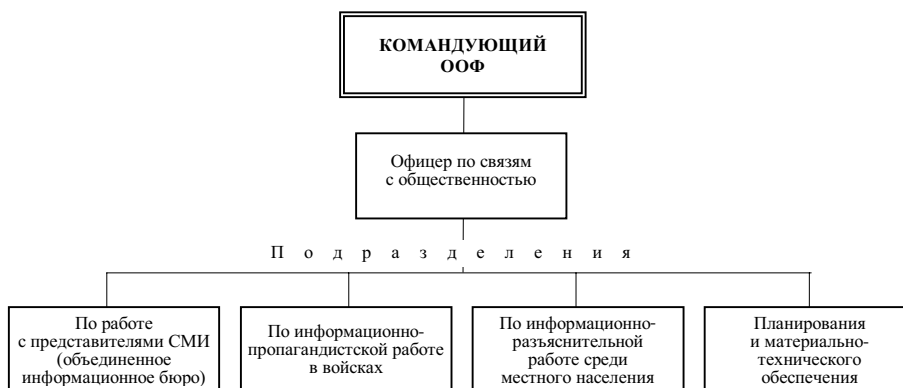 КОМАНДУЮЩИЙ
ООФ
Офицер по связям
с общественностью
Подразделения
По работе
с представителями СМИ
(объединенное
информационное бюро)
По информационно-
пропагандистской работе
в войсках
По информационно-
разъяснительной
работе среди
местного населения
Планирования
и материально-
технического
обеспечения